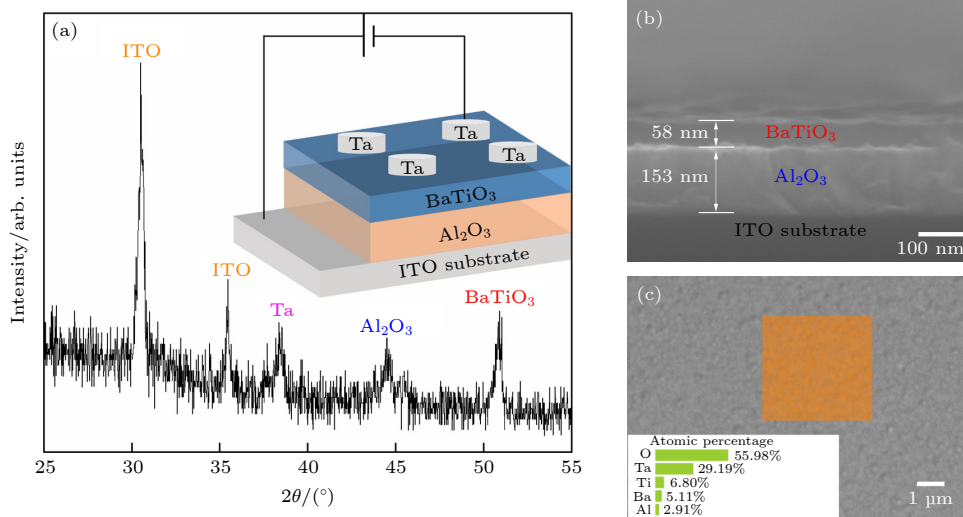 (a)
ITO
Ta
Ta
Ta
Ta
BaTiO₃
Al₂O₃
ITO substrate
ITO
Ta
Al₂O₃
BaTiO₃
Intensity/arb. units
25 30 35 40 45 50 55
2θ/(°)
(b)
58 nm
BaTiO₃
153 nm
Al₂O₃
ITO substrate
100 nm
(c)
Atomic percentage
O 55.98%
Ta 29.19%
Ti 6.80%
Ba 5.11%
Al 2.91%
1 μm